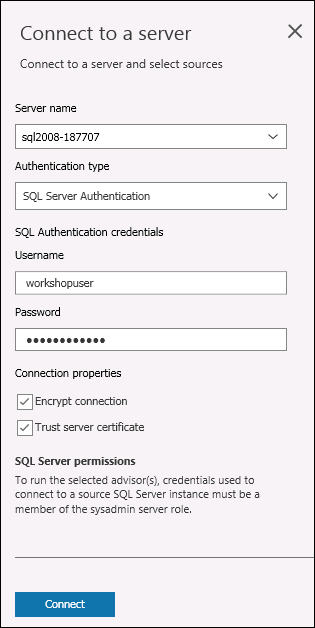 Connect to a server
Connect to a server and select sources
Server name
sql2008-187707
Authentication type
SQL Server Authentication
SQL Authentication credentials
Username
workshopuser
Password
●●●●●●●●●●●●
Connection properties
Encrypt connection
Trust server certificate
SQL Server permissions
To run the selected advisor(s), credentials used to
connect to a source SQL Server instance must be a
member of the sysadmin server role.
Connect